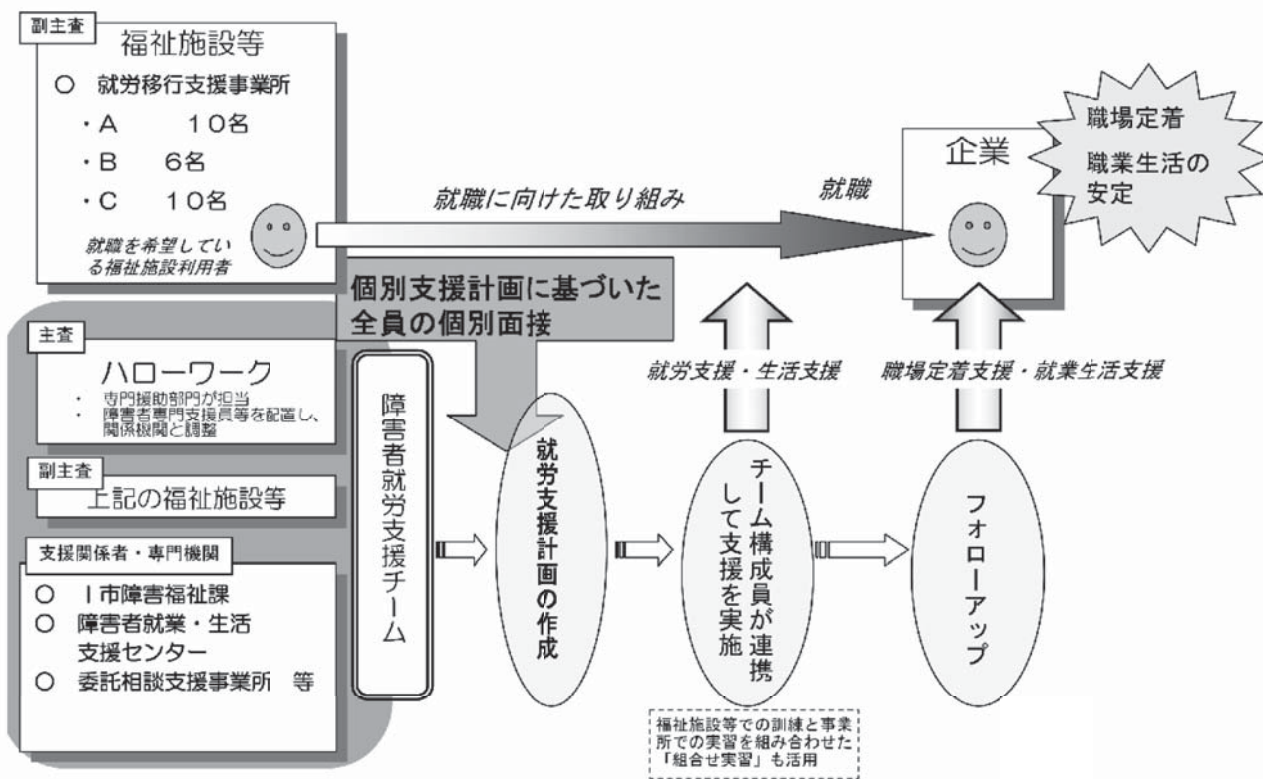 副主査
福祉施設等
○ 就労移行支援事業所
・A 10名
・B 6名
・C 10名
就職を希望してい
る福祉施設利用者
就職に向けた取り組み
就職
企業
職場定着
職業生活の
安定
個別支援計画に基づいた
全員の個別面接
主査
ハローワーク
・ 専門援助部門が担当
・ 障害者専門支援員等を配置し、
関係機関と調整
副主査
上記の福祉施設等
支援関係者・専門機関
○ I市障害福祉課
○ 障害者就業・生活
支援センター
○ 委託相談支援事業所 等
障害者就労支援チーム
就労支援計画の作成
就労支援・生活支援
チーム構成員が連携
して支援を実施
福祉施設等での訓練と事業
所での実習を組み合わせた
「組合せ実習」も活用
職場定着支援・就業生活支援
フォローアップ